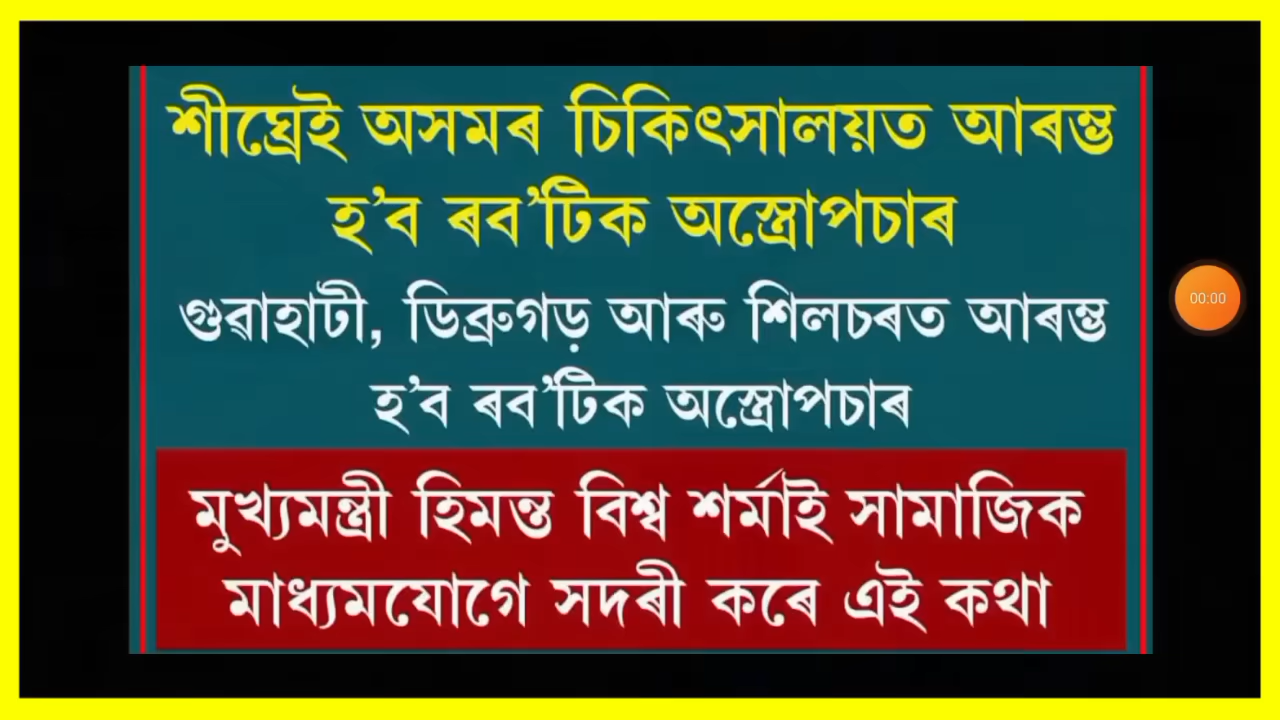 শীঘ্ৰেই অসমৰ চিকিৎসালয়ত আৰম্ভ
হ'ব ৰব'টিক অস্ত্ৰোপচাৰ
গুৱাহাটী, ডিব্ৰুগড় আৰু শিলচৰত আৰম্ভ
হ'ব ৰব'টিক অস্ত্ৰোপচাৰ
মুখ্যমন্ত্ৰী হিমন্ত বিশ্ব শৰ্মাই সামাজিক
মাধ্যমযোগে সদৰী কৰে এই কথা
00:00